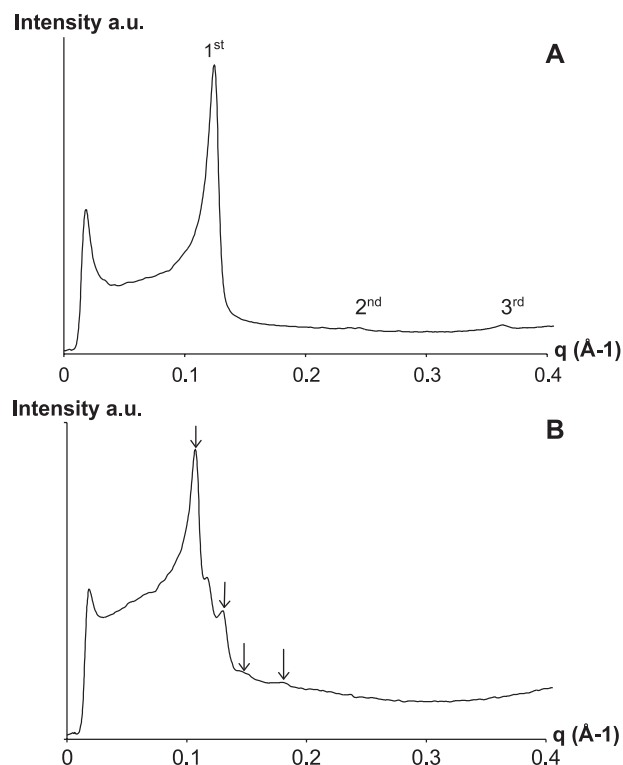 Intensity a.u.
A
1st
2nd
3rd
q (Å-1)
0 0.1 0.2 0.3 0.4
Intensity a.u.
B
q (Å-1)
0 0.1 0.2 0.3 0.4